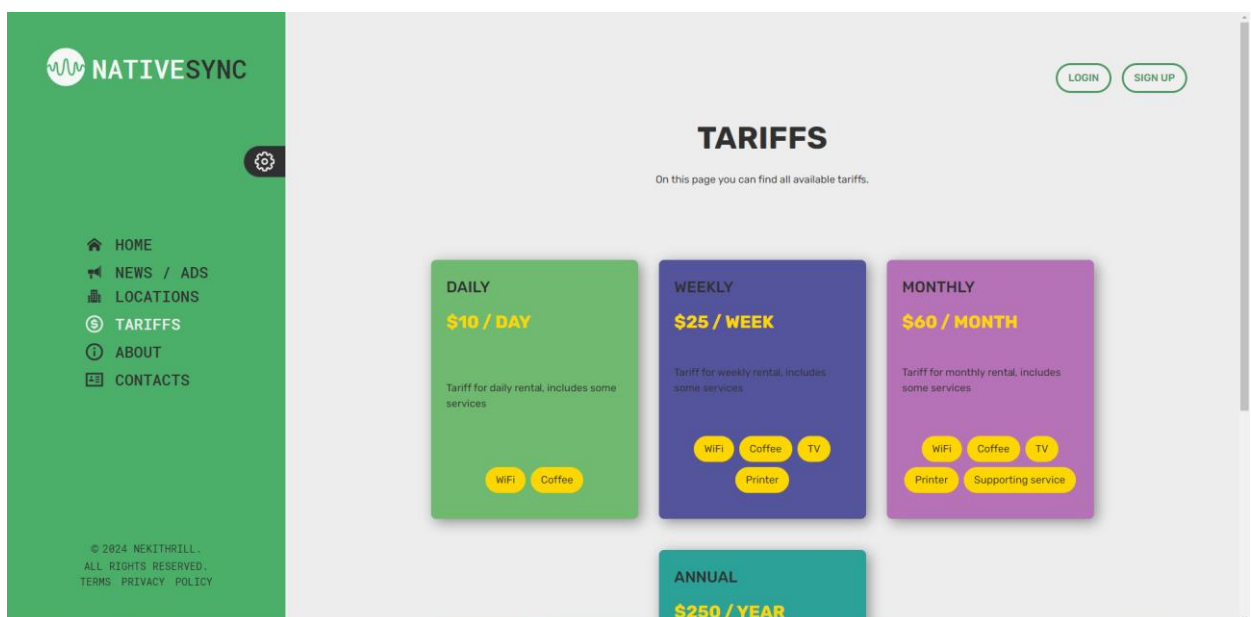 NATIVESYNC
LOGIN
SIGN UP
TARIFFS
On this page you can find all available tariffs.
HOME
NEWS / ADS
LOCATIONS
TARIFFS
ABOUT
CONTACTS
DAILY
$10 / DAY
Tariff for daily rental, includes some
services
WiFi
Coffee
WEEKLY
$25 / WEEK
Tariff for weekly rental, includes
some services
WiFi
Coffee
TV
Printer
MONTHLY
$60 / MONTH
Tariff for monthly rental, includes
some services
WiFi
Coffee
TV
Printer
Supporting service
ANNUAL
$250 / YEAR
© 2024 NEKITHRILL.
ALL RIGHTS RESERVED.
TERMS PRIVACY POLICY